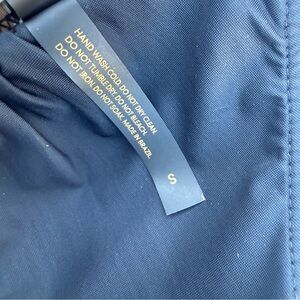 HAND WASH COLD. DO NOT DRY CLEAN.
DO NOT TUMBLE DRY. DO NOT BLEACH.
DO NOT IRON. DO NOT SOAK. MADE IN BRAZIL.
S